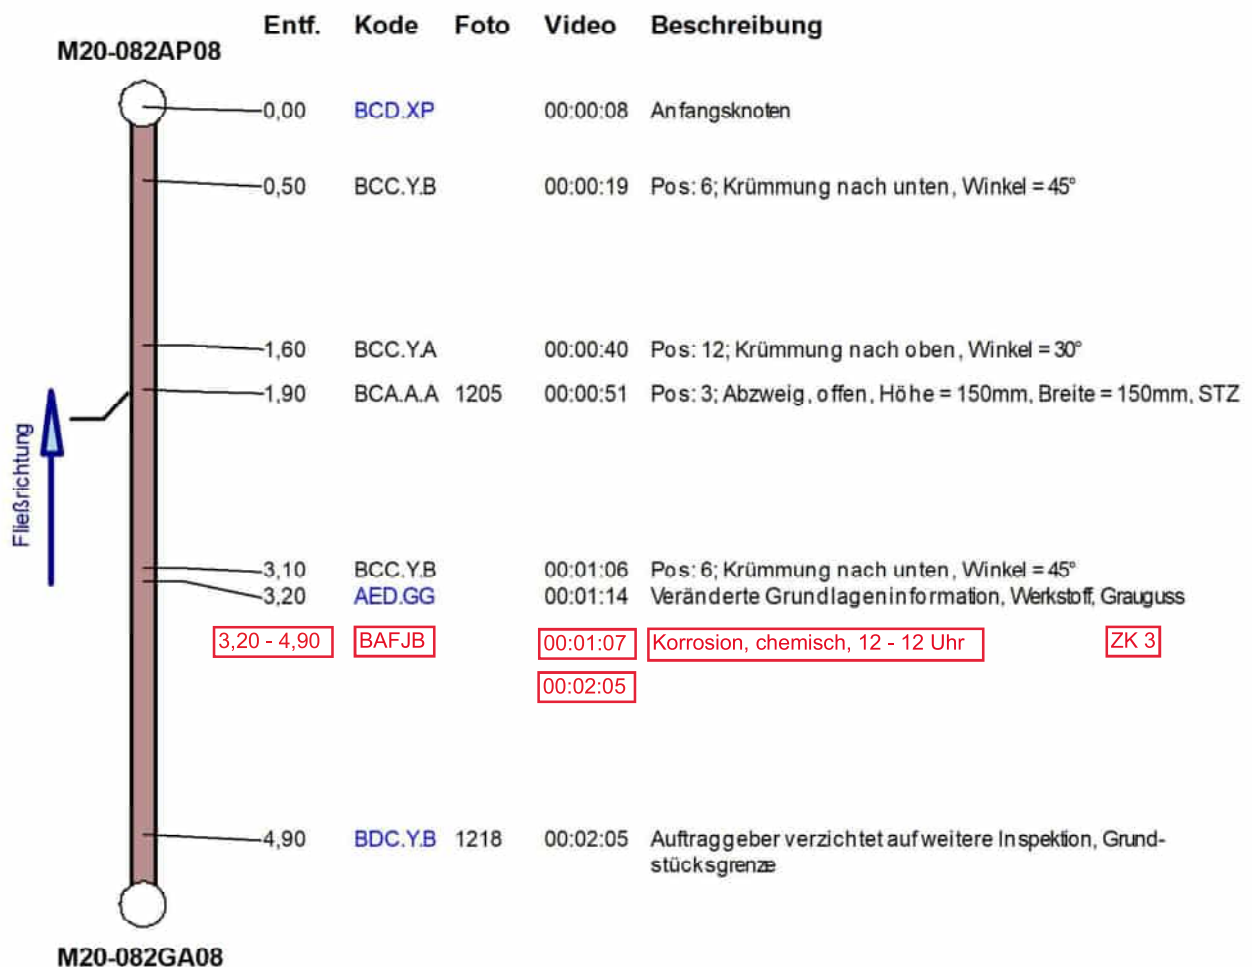 Entf. Kode Foto Video Beschreibung
M20-082AP08
0,00 BCD.XP 00:00:08 Anfangsknoten
0,50 BCC.Y.B 00:00:19 Pos: 6; Krümmung nach unten, Winkel = 45°
1,60 BCC.Y.A 00:00:40 Pos: 12; Krümmung nach oben, Winkel = 30°
1,90 BCA.A.A 1205 00:00:51 Pos: 3; Abzweig, offen, Höhe = 150mm, Breite = 150mm, STZ
Fließrichtung
3,10 BCC.Y.B 00:01:06 Pos: 6; Krümmung nach unten, Winkel = 45°
3,20 AED.GG 00:01:14 Veränderte Grundlageninformation, Werkstoff, Grauguss
3,20 - 4,90 BAFJB 00:01:07 Korrosion, chemisch, 12 - 12 Uhr ZK 3
00:02:05
4,90 BDC.Y.B 1218 00:02:05 Auftraggeber verzichtet auf weitere Inspektion, Grund-
stücksgrenze
M20-082GA08